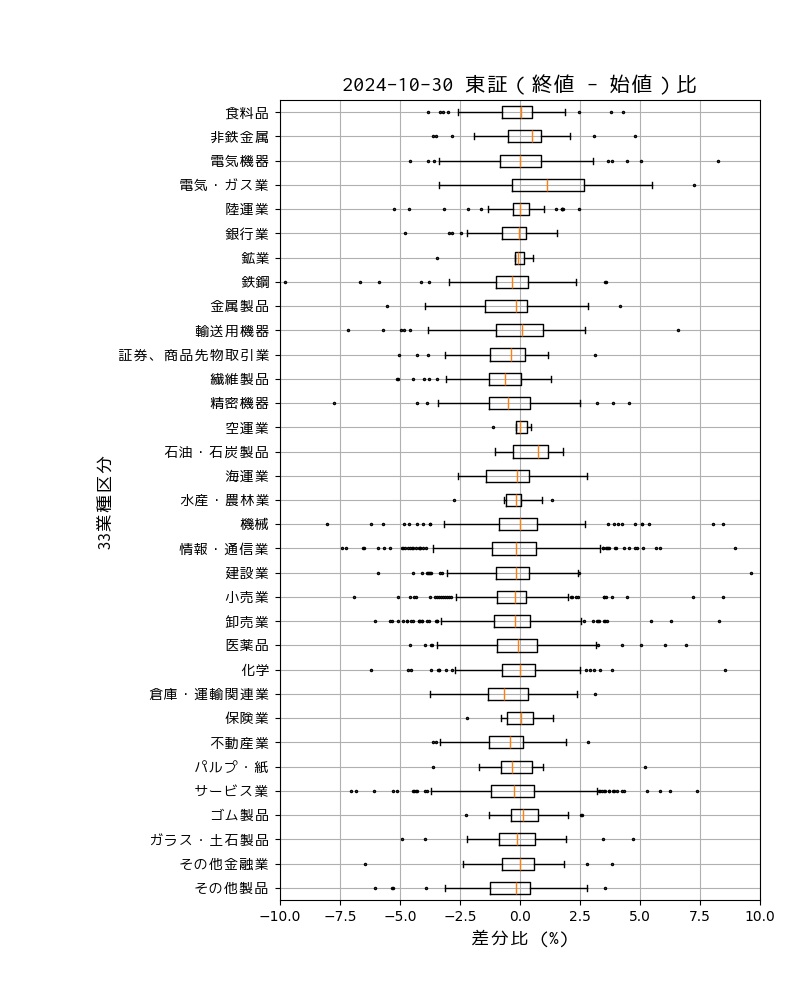 2024-10-30 東証 ( 終値 - 始値 ) 比
食料品
非鉄金属
電気機器
電気・ガス業
陸運業
銀行業
鉱業
鉄鋼
金属製品
輸送用機器
証券、商品先物取引業
繊維製品
精密機器
空運業
石油・石炭製品
海運業
水産・農林業
機械
情報・通信業
建設業
小売業
卸売業
医薬品
化学
倉庫・運輸関連業
保険業
不動産業
パルプ・紙
サービス業
ゴム製品
ガラス・土石製品
その他金融業
その他製品
33業種区分
−10.0 −7.5 −5.0 −2.5 0.0 2.5 5.0 7.5 10.0
差分比 (%)